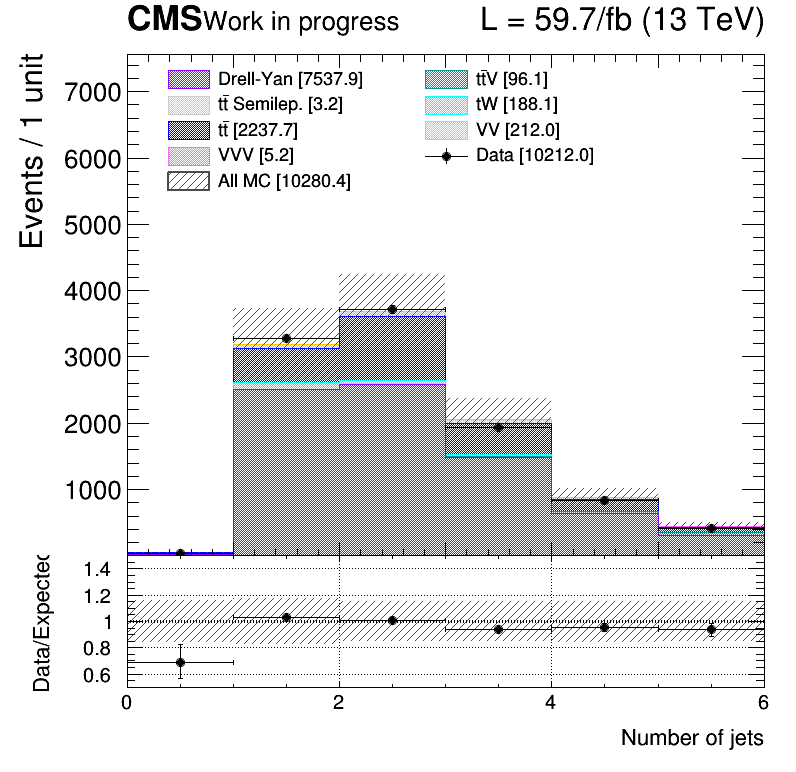 CMS Work in progress L = 59.7/fb (13 TeV)
Events / 1 unit
7000
6000
5000
4000
3000
2000
1000
Drell-Yan [7537.9]
tt̄ Semilep. [3.2]
tt̄ [2237.7]
VVV [5.2]
All MC [10280.4]
tt̄V [96.1]
tW [188.1]
VV [212.0]
Data [10212.0]
Data/Expected
1.4
1.2
1
0.8
0.6
0 2 4 6
Number of jets